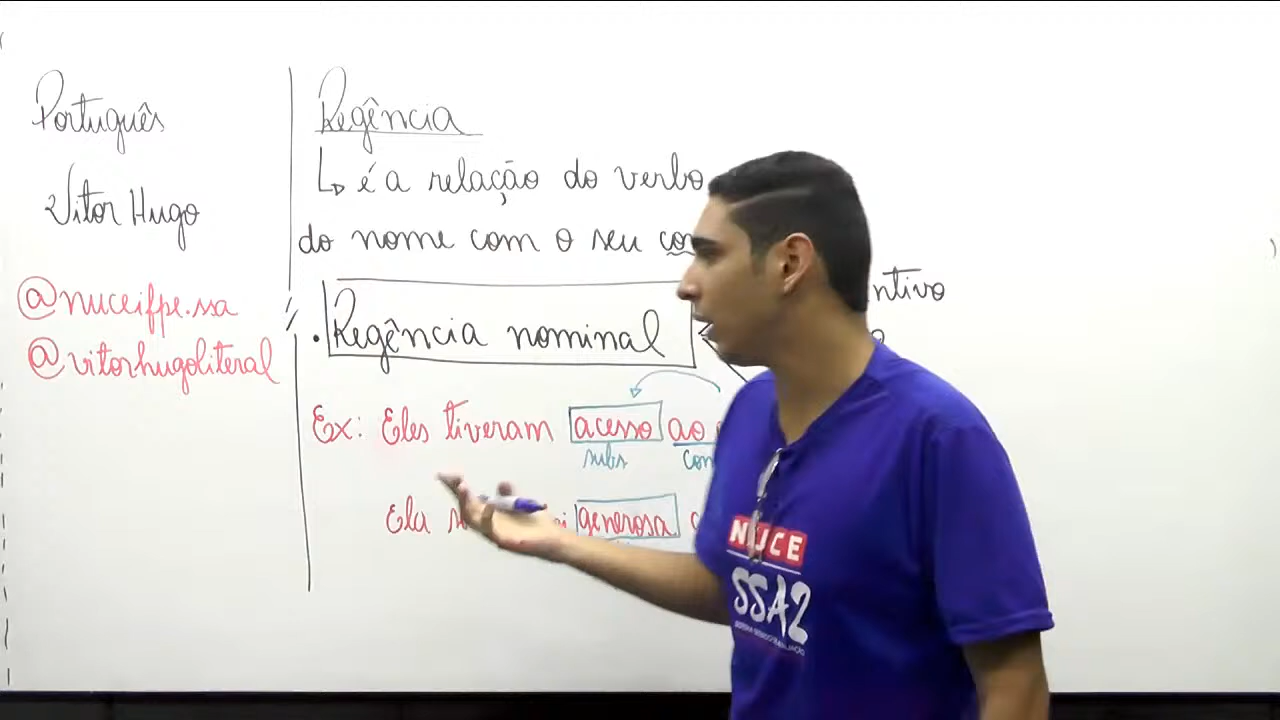 Português
Vitor Hugo
@nuceifpe.ssa
@vitorhugoliteral
Regência
↳ é a relação do verbo
do nome com o seu
• Regência nominal
Ex: Eles tiveram acesso ao
subs
Ela generosa
NUCE
SSA2